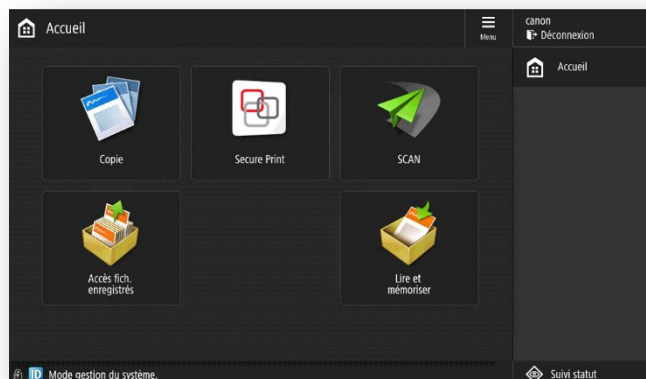 Accueil
Menu
canon
Déconnexion
Accueil
Copie
Secure Print
SCAN
Accès fich.
enregistrés
Lire et
mémoriser
ID Mode gestion du système.
Suivi statut